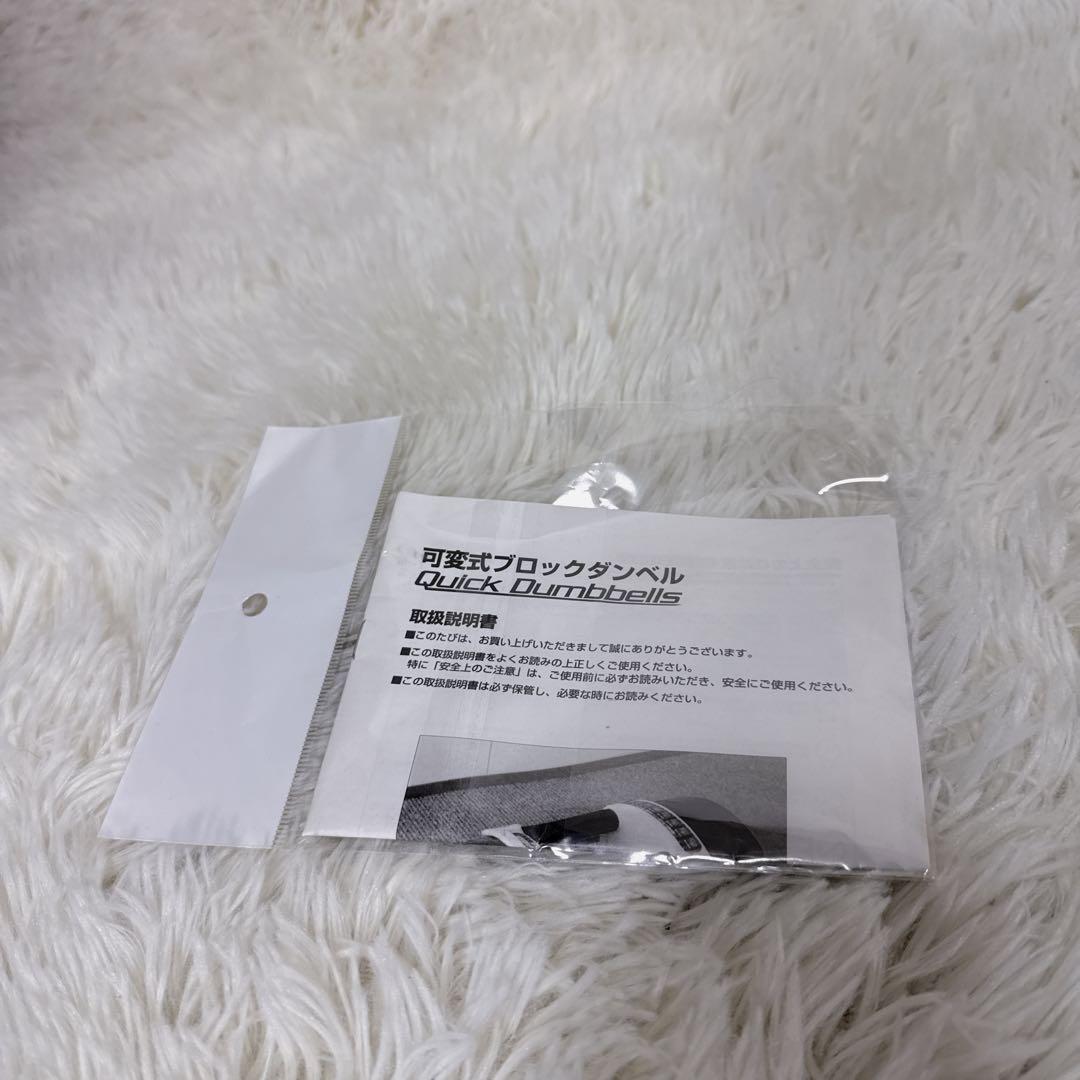 可変式ブロックダンベル
Quick Dumbbells
取扱説明書
■このたびは、お買い上げいただきまして誠にありがとうございます。
■この取扱説明書をよくお読みの上正しくご使用ください。
特に「安全上のご注意」は、ご使用前に必ずお読みいただき、安全にご使用ください。
■この取扱説明書は必ず保管し、必要な時にお読みください。